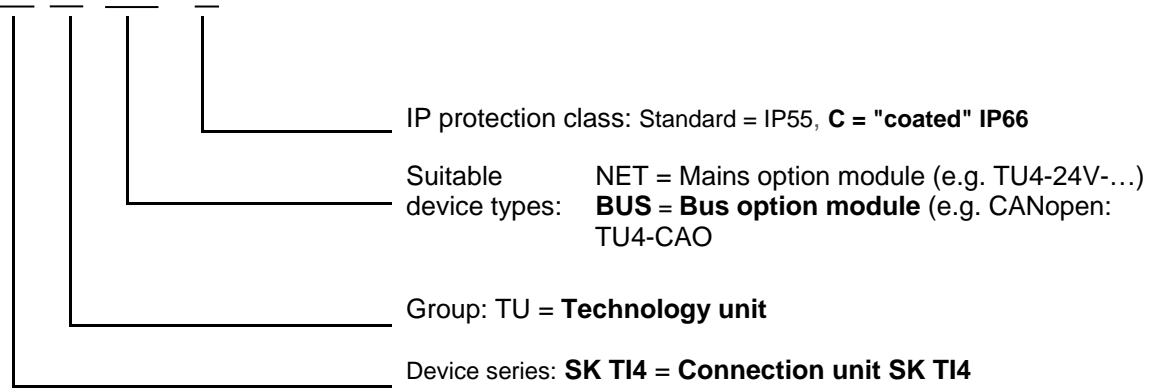 IP protection class: Standard = IP55, C = "coated" IP66
Suitable NET = Mains option module (e.g. TU4-24V-…)
device types: BUS = Bus option module (e.g. CANopen:
TU4-CAO
Group: TU = Technology unit
Device series: SK TI4 = Connection unit SK TI4